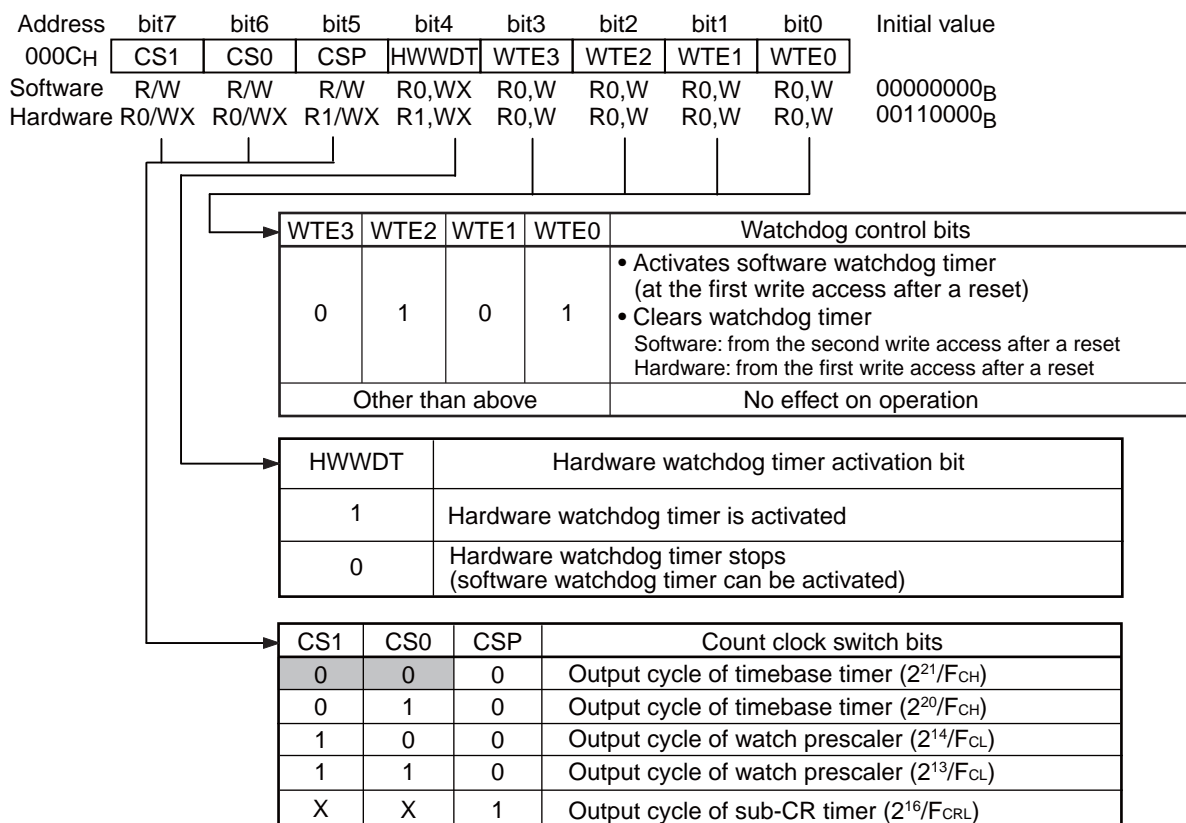 Address bit7 bit6 bit5 bit4 bit3 bit2 bit1 bit0 Initial value
000CH CS1 CS0 CSP HWWDT WTE3 WTE2 WTE1 WTE0
Software R/W R/W R/W R0,WX R0,W R0,W R0,W R0,W 00000000B
Hardware R0/WX R0/WX R1/WX R1,WX R0,W R0,W R0,W R0,W 00110000B
WTE3 WTE2 WTE1 WTE0 Watchdog control bits
0 1 0 1 • Activates software watchdog timer
(at the first write access after a reset)
• Clears watchdog timer
Software: from the second write access after a reset
Hardware: from the first write access after a reset
Other than above No effect on operation
HWWDT Hardware watchdog timer activation bit
1 Hardware watchdog timer is activated
0 Hardware watchdog timer stops
(software watchdog timer can be activated)
CS1 CS0 CSP Count clock switch bits
0 0 0 Output cycle of timebase timer (2²¹/FCH)
0 1 0 Output cycle of timebase timer (2²⁰/FCH)
1 0 0 Output cycle of watch prescaler (2¹⁴/FCL)
1 1 0 Output cycle of watch prescaler (2¹³/FCL)
X X 1 Output cycle of sub-CR timer (2¹⁶/FCRL)